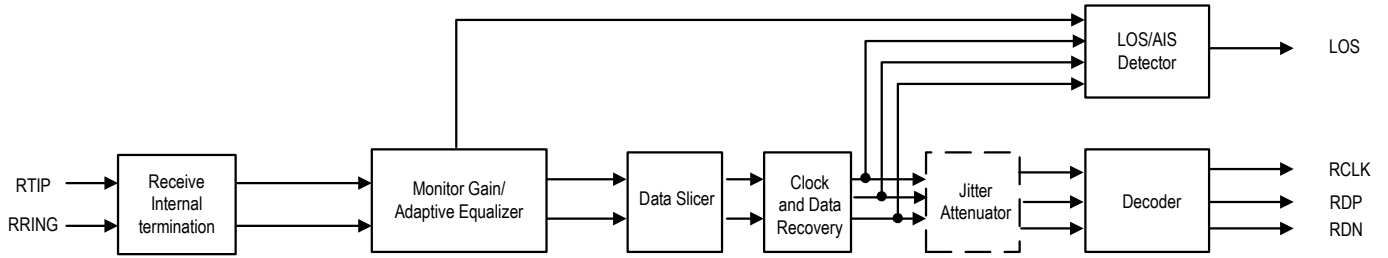 LOS/AIS
Detector
LOS
RTIP
RRING
Receive
Internal
termination
Monitor Gain/
Adaptive Equalizer
Data Slicer
Clock
and Data
Recovery
Jitter
Attenuator
Decoder
RCLK
RDP
RDN